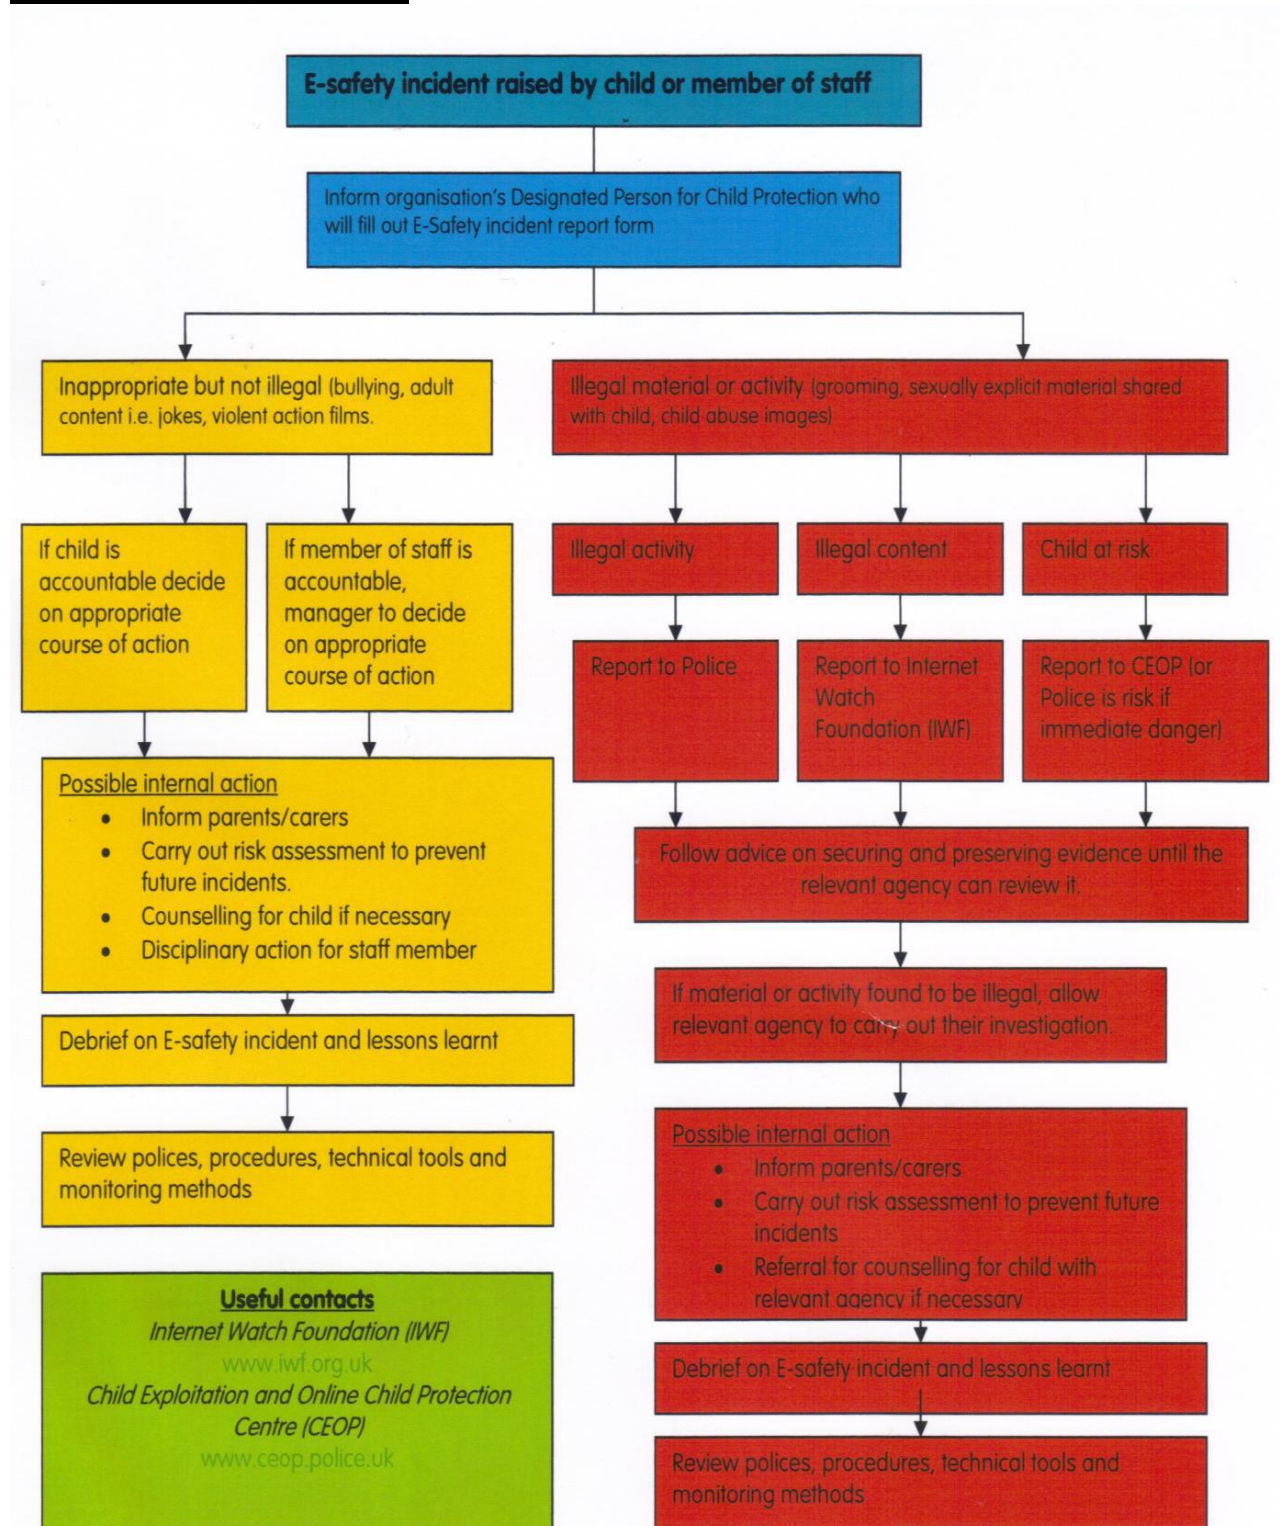 E-safety incident raised by child or member of staff
Inform organisation's Designated Person for Child Protection who
will fill out E-Safety incident report form
Inappropriate but not illegal (bullying, adult
content i.e. jokes, violent action films.
Illegal material or activity (grooming, sexually explicit material shared
with child, child abuse images)
If child is
accountable decide
on appropriate
course of action
If member of staff is
accountable,
manager to decide
on appropriate
course of action
Illegal activity
Illegal content
Child at risk
Report to Police
Report to Internet
Watch
Foundation (IWF)
Report to CEOP (or
Police is risk if
immediate danger)
Possible internal action
• Inform parents/carers
• Carry out risk assessment to prevent
future incidents.
• Counselling for child if necessary
• Disciplinary action for staff member
Follow advice on securing and preserving evidence until the
relevant agency can review it.
If material or activity found to be illegal, allow
relevant agency to carry out their investigation.
Debrief on E-safety incident and lessons learnt
Review polices, procedures, technical tools and
monitoring methods
Possible internal action
• Inform parents/carers
• Carry out risk assessment to prevent future
incidents
• Referral for counselling for child with
relevant agency if necessary
Debrief on E-safety incident and lessons learnt
Review polices, procedures, technical tools and
monitoring methods
Useful contacts
Internet Watch Foundation (IWF)
www.iwf.org.uk
Child Exploitation and Online Child Protection
Centre (CEOP)
www.ceop.police.uk